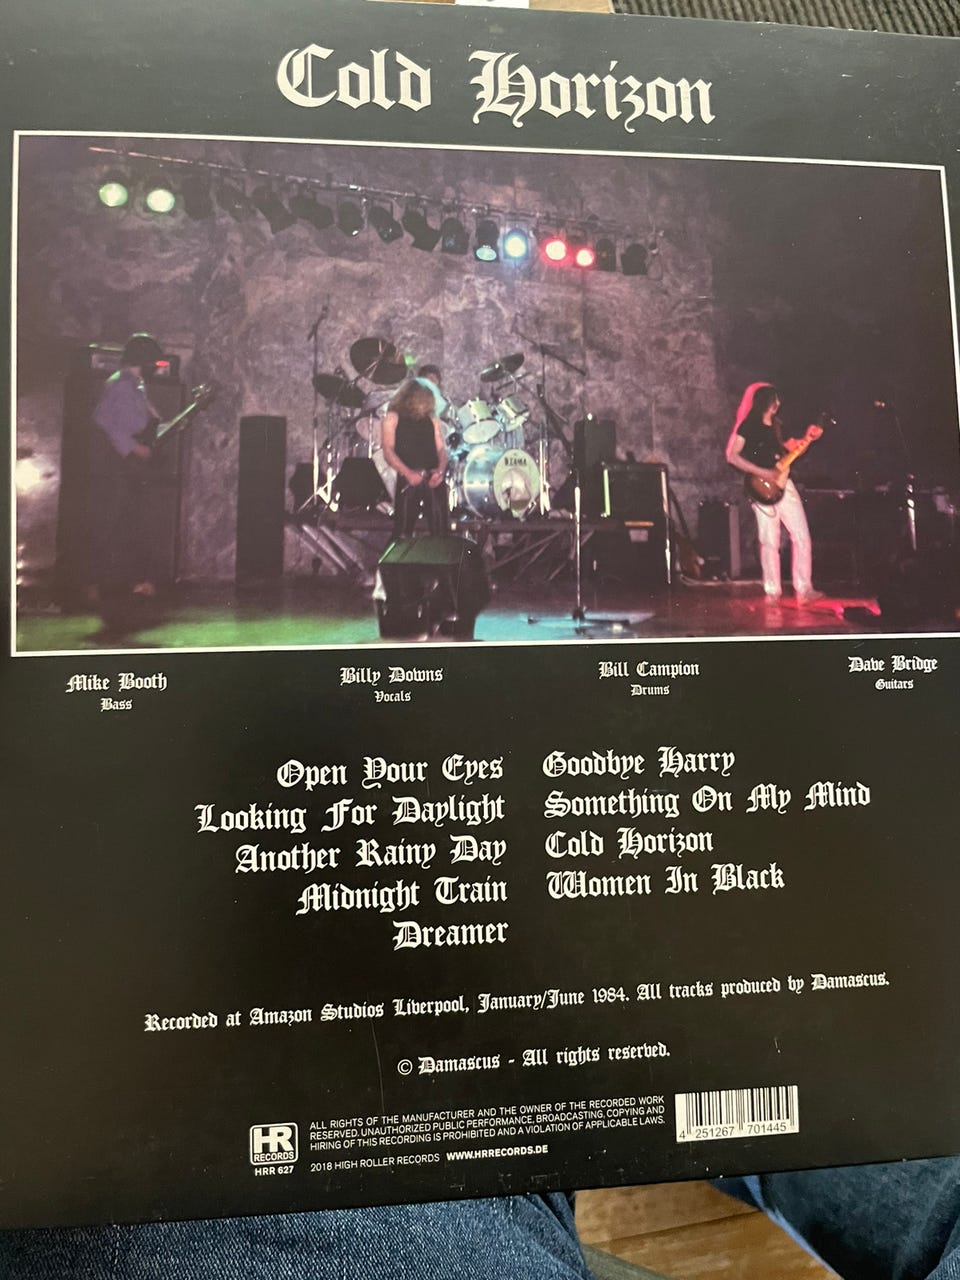 Cold Horizon
TAMA
Mike Booth
Bass
Billy Downs
Vocals
Bill Campion
Drums
Dave Bridge
Guitars
Open Your Eyes
Looking For Daylight
Another Rainy Day
Midnight Train
Dreamer
Goodbye Harry
Something On My Mind
Cold Horizon
Women In Black
Recorded at Amazon Studios Liverpool, January/June 1984. All tracks produced by Damascus.
© Damascus - All rights reserved.
HR
RECORDS
HRR 627
ALL RIGHTS OF THE MANUFACTURER AND THE OWNER OF THE RECORDED WORK
RESERVED. UNAUTHORIZED PUBLIC PERFORMANCE, BROADCASTING, COPYING AND
HIRING OF THIS RECORDING IS PROHIBITED AND A VIOLATION OF APPLICABLE LAWS.
2018 HIGH ROLLER RECORDS WWW.HRRECORDS.DE
4 251267 701445